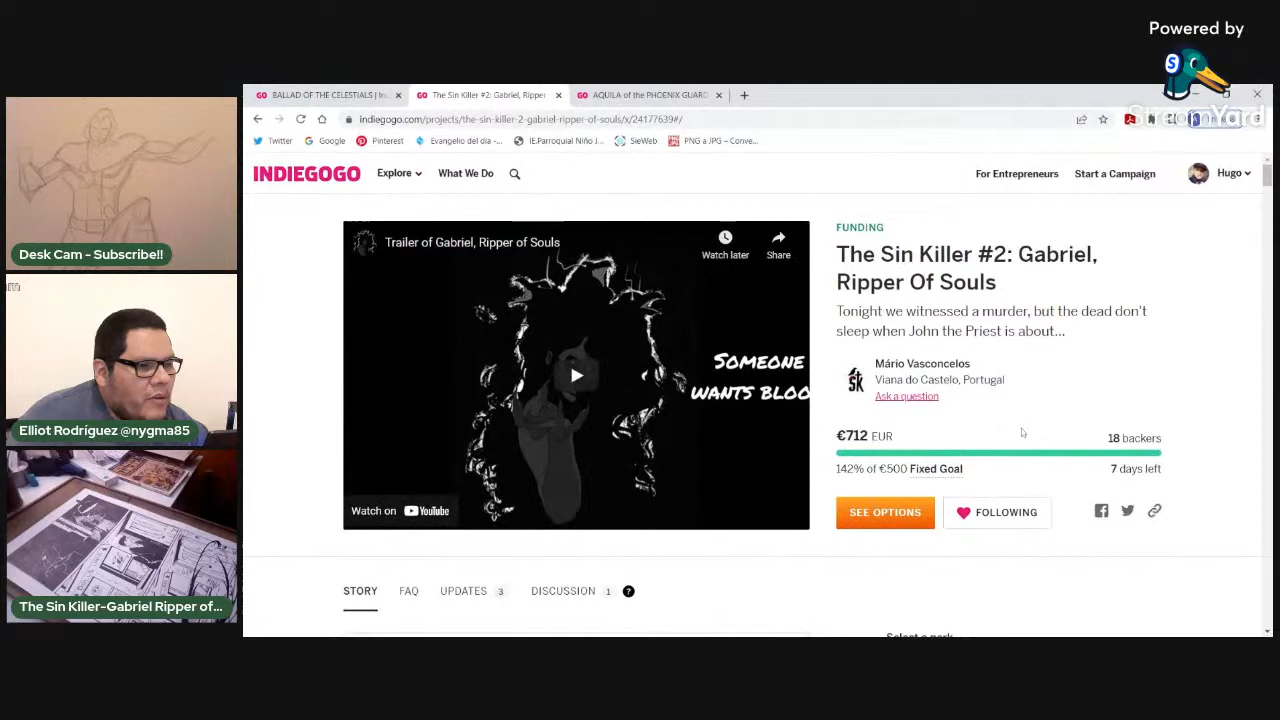 Powered by
S
StreamYard
BALLAD OF THE CELESTIALS | In
The Sin Killer #2: Gabriel, Ripper
AQUILA of the PHOENIX GUARD
indiegogo.com/projects/the-sin-killer-2-gabriel-ripper-of-souls/x/24177639#/
Twitter
Google
Pinterest
Evangelio del día -...
IE.Parroquial Niño J...
SieWeb
PNG a JPG – Conve...
INDIEGOGO
Explore
What We Do
For Entrepreneurs
Start a Campaign
Hugo
Trailer of Gabriel, Ripper of Souls
Watch later
Share
SOMEONE
WANTS BLOO
Watch on YouTube
FUNDING
The Sin Killer #2: Gabriel,
Ripper Of Souls
Tonight we witnessed a murder, but the dead don't
sleep when John the Priest is about...
Mário Vasconcelos
Viana do Castelo, Portugal
Ask a question
€712 EUR
18 backers
142% of €500 Fixed Goal
7 days left
SEE OPTIONS
FOLLOWING
STORY
FAQ
UPDATES 3
DISCUSSION 1 ?
Select a perk
Desk Cam - Subscribe!!
Elliot Rodríguez @nygma85
The Sin Killer-Gabriel Ripper of...